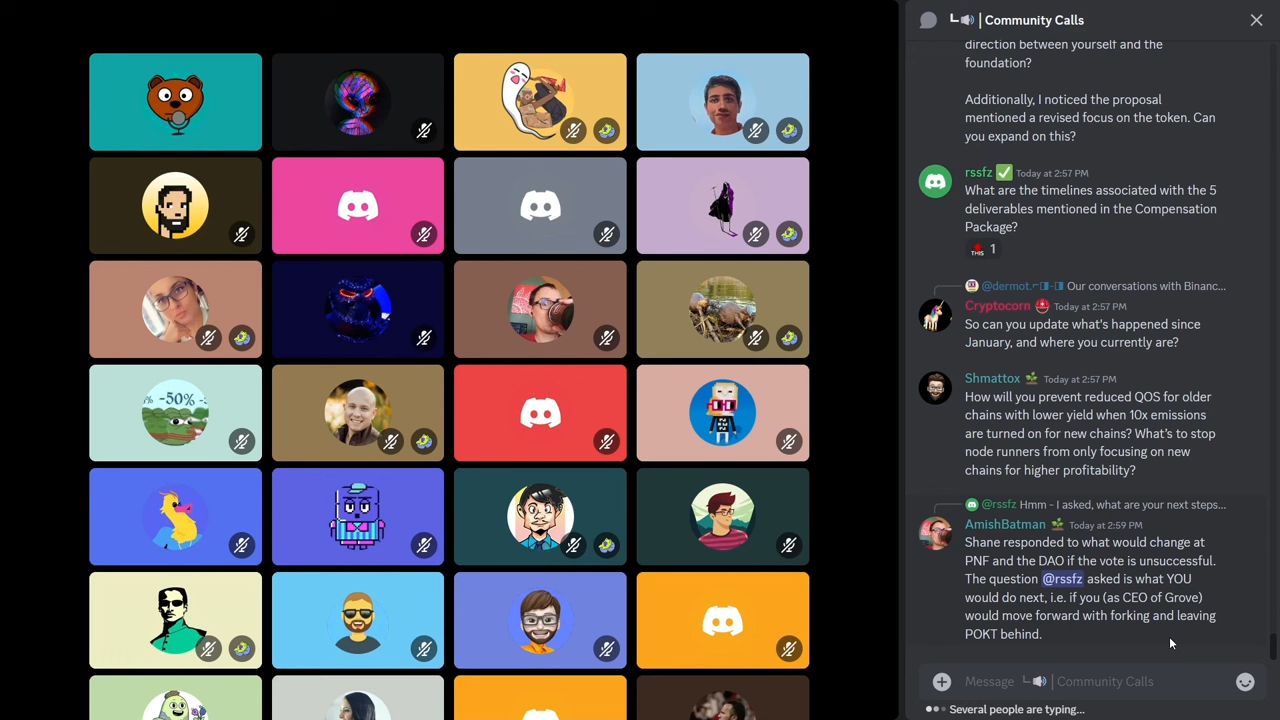 Community Calls
direction between yourself and the
foundation?
Additionally, I noticed the proposal
mentioned a revised focus on the token. Can
you expand on this?
rssfz Today at 2:57 PM
What are the timelines associated with the 5
deliverables mentioned in the Compensation
Package?
THIS 1
@dermot. Our conversations with Binanc...
Cryptocorn Today at 2:57 PM
So can you update what's happened since
January, and where you currently are?
Shmattox Today at 2:57 PM
How will you prevent reduced QOS for older
chains with lower yield when 10x emissions
are turned on for new chains? What's to stop
node runners from only focusing on new
chains for higher profitability?
@rssfz Hmm - I asked, what are your next steps...
AmishBatman Today at 2:59 PM
Shane responded to what would change at
PNF and the DAO if the vote is unsuccessful.
The question @rssfz asked is what YOU
would do next, i.e. if you (as CEO of Grove)
would move forward with forking and leaving
POKT behind.
Message Community Calls
Several people are typing...
-50%